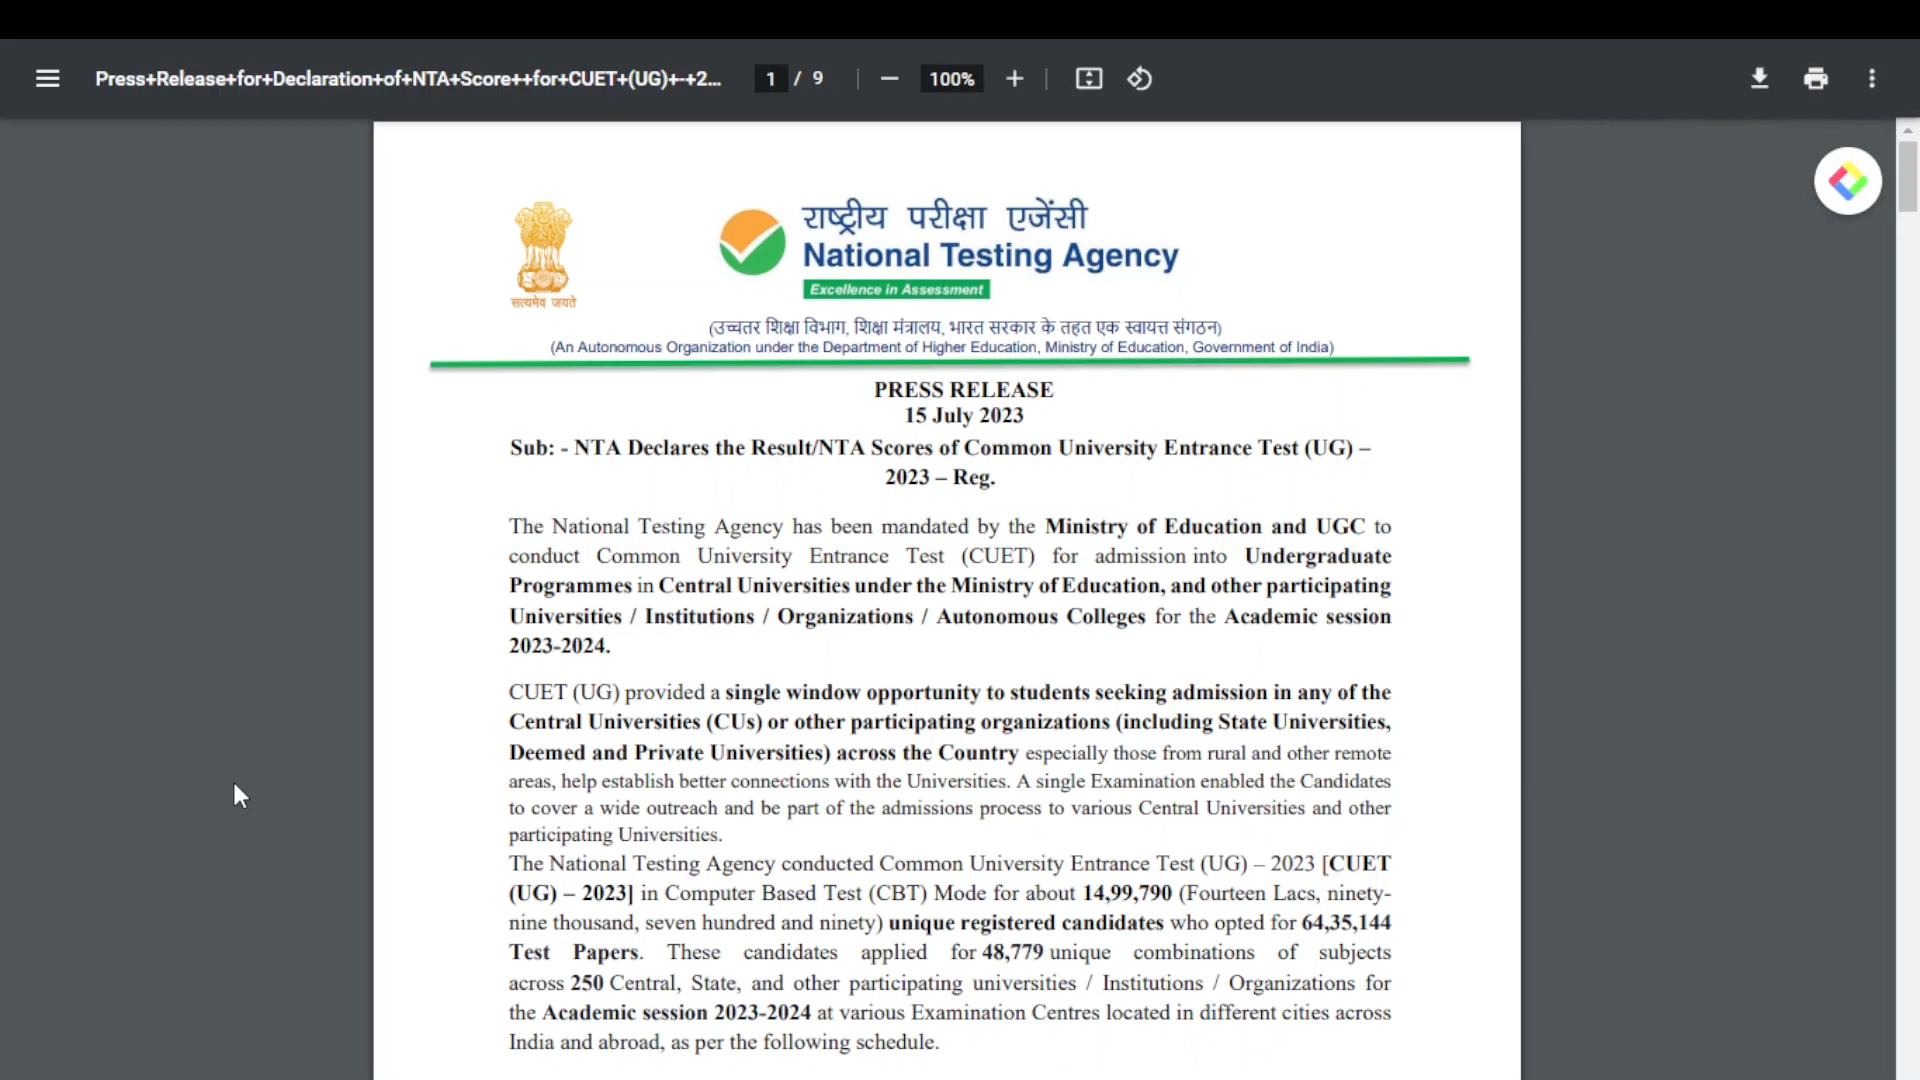 Press+Release+for+Declaration+of+NTA+Score++for+CUET+(UG)+-+2... 1 / 9 100%
राष्ट्रीय परीक्षा एजेंसी
National Testing Agency
Excellence in Assessment
सत्यमेव जयते
(उच्चतर शिक्षा विभाग, शिक्षा मंत्रालय, भारत सरकार के तहत एक स्वायत्त संगठन)
(An Autonomous Organization under the Department of Higher Education, Ministry of Education, Government of India)
PRESS RELEASE
15 July 2023
Sub: - NTA Declares the Result/NTA Scores of Common University Entrance Test (UG) –
2023 – Reg.
The National Testing Agency has been mandated by the Ministry of Education and UGC to
conduct Common University Entrance Test (CUET) for admission into Undergraduate
Programmes in Central Universities under the Ministry of Education, and other participating
Universities / Institutions / Organizations / Autonomous Colleges for the Academic session
2023-2024.
CUET (UG) provided a single window opportunity to students seeking admission in any of the
Central Universities (CUs) or other participating organizations (including State Universities,
Deemed and Private Universities) across the Country especially those from rural and other remote
areas, help establish better connections with the Universities. A single Examination enabled the Candidates
to cover a wide outreach and be part of the admissions process to various Central Universities and other
participating Universities.
The National Testing Agency conducted Common University Entrance Test (UG) – 2023 [CUET
(UG) – 2023] in Computer Based Test (CBT) Mode for about 14,99,790 (Fourteen Lacs, ninety-
nine thousand, seven hundred and ninety) unique registered candidates who opted for 64,35,144
Test Papers. These candidates applied for 48,779 unique combinations of subjects
across 250 Central, State, and other participating universities / Institutions / Organizations for
the Academic session 2023-2024 at various Examination Centres located in different cities across
India and abroad, as per the following schedule.